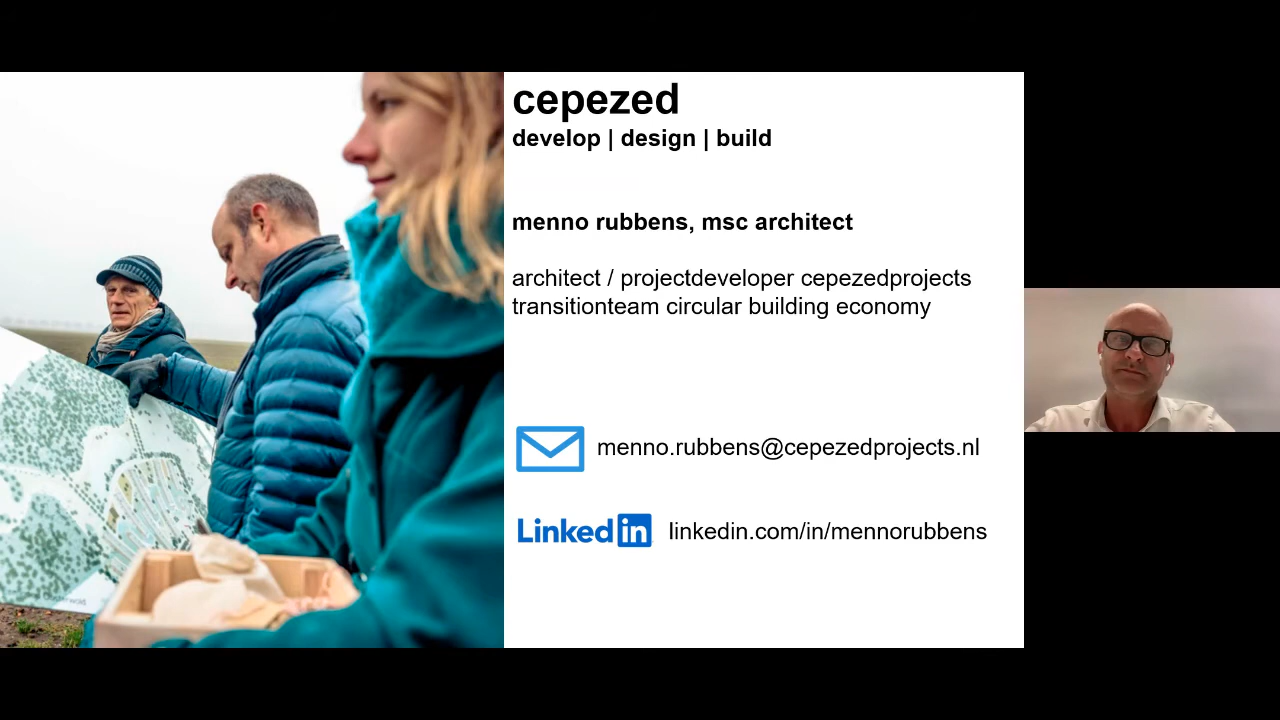 cepezed
develop | design | build
menno rubbens, msc architect
architect / projectdeveloper cepezedprojects
transitionteam circular building economy
menno.rubbens@cepezedprojects.nl
LinkedIn linkedin.com/in/mennorubbens